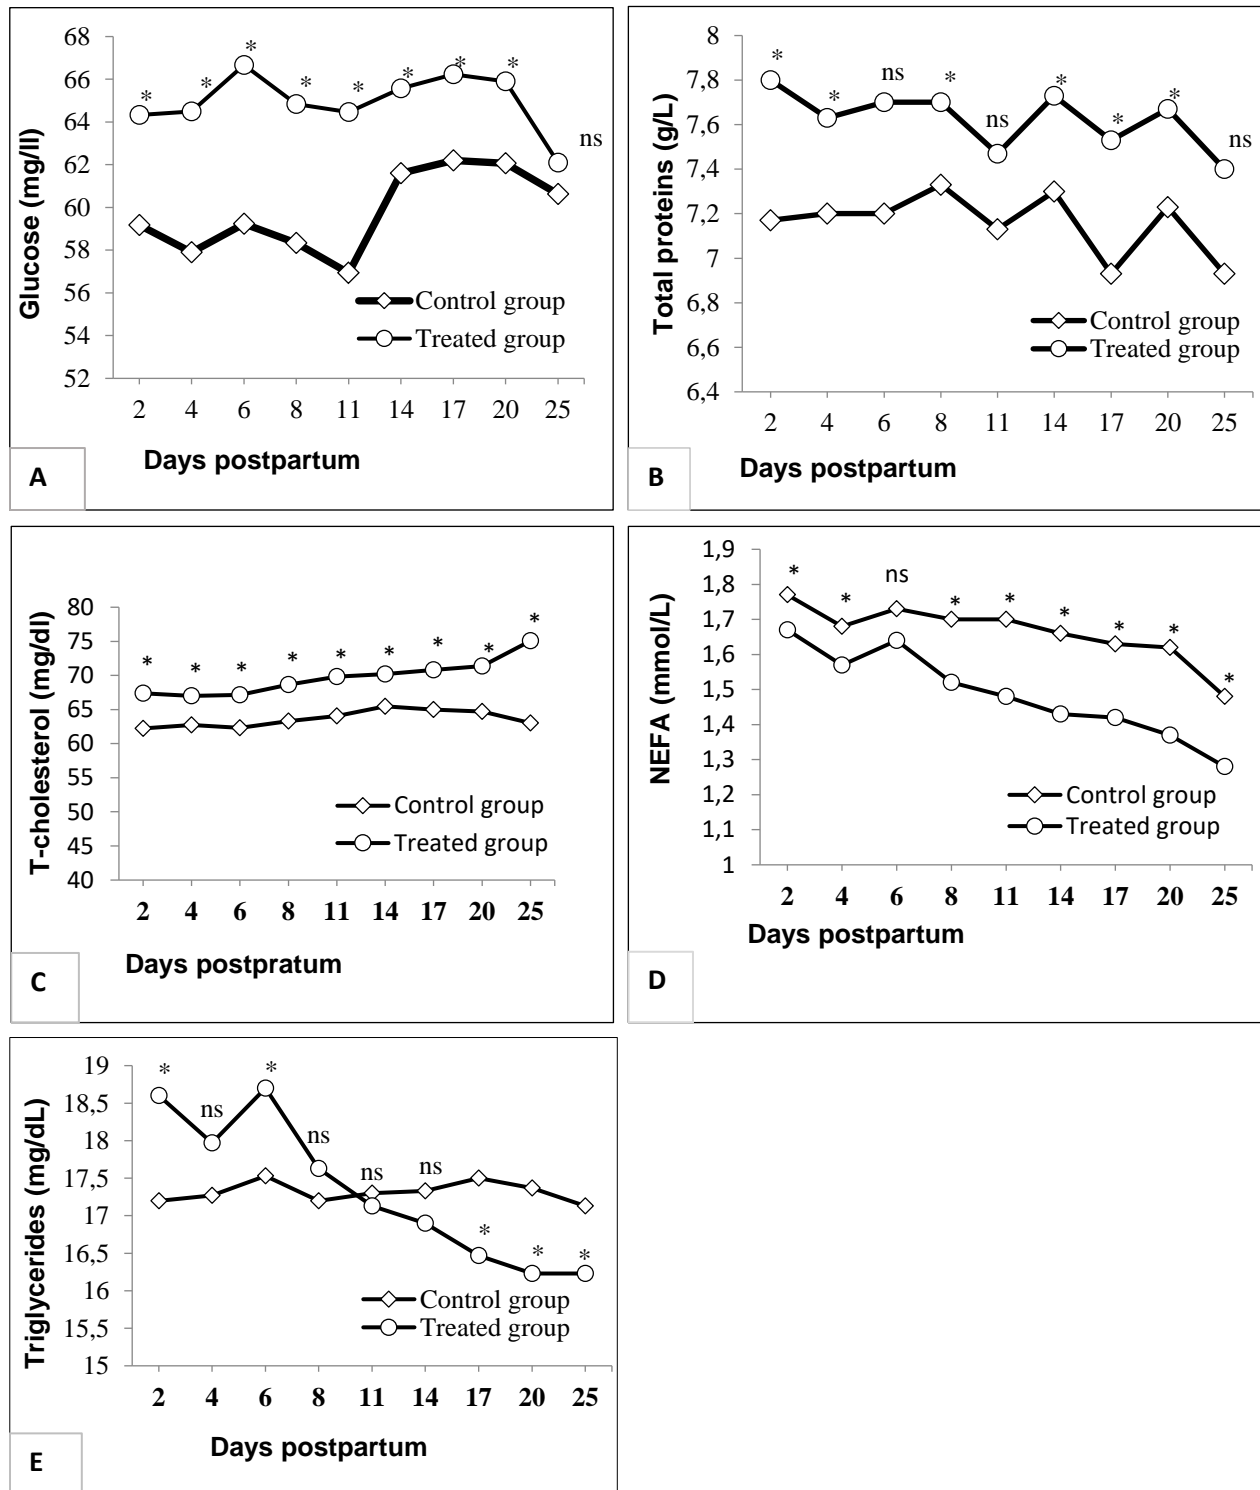 68
66
64
62
60
58
56
54
52
Glucose (mg/ll)
* * * * * * * * ns
Control group
Treated group
2 4 6 8 11 14 17 20 25
Days postpartum
A
8
7,8
7,6
7,4
7,2
7
6,8
6,6
6,4
Total proteins (g/L)
* * ns * ns * * * ns
Control group
Treated group
2 4 6 8 11 14 17 20 25
Days postpartum
B
80
75
70
65
60
55
50
45
40
T-cholesterol (mg/dl)
* * * * * * * * *
Control group
Treated group
2 4 6 8 11 14 17 20 25
Days postpratum
C
1,9
1,8
1,7
1,6
1,5
1,4
1,3
1,2
1,1
1
NEFA (mmol/L)
* * ns * * * * * *
Control group
Treated group
2 4 6 8 11 14 17 20 25
Days postpartum
D
19
18,5
18
17,5
17
16,5
16
15,5
15
Triglycerides (mg/dL)
* ns * ns ns ns * * *
Control group
Treated group
2 4 6 8 11 14 17 20 25
Days postpartum
E